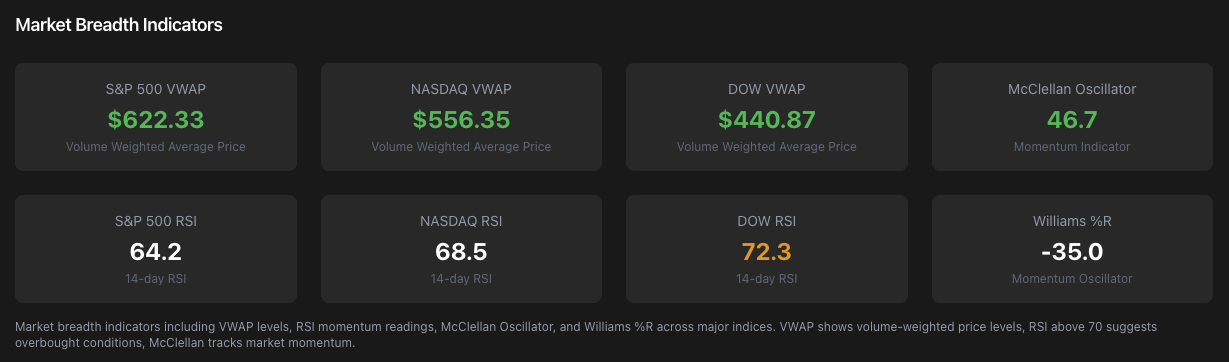 Market Breadth Indicators
S&P 500 VWAP
$622.33
Volume Weighted Average Price
NASDAQ VWAP
$556.35
Volume Weighted Average Price
DOW VWAP
$440.87
Volume Weighted Average Price
McClellan Oscillator
46.7
Momentum Indicator
S&P 500 RSI
64.2
14-day RSI
NASDAQ RSI
68.5
14-day RSI
DOW RSI
72.3
14-day RSI
Williams %R
-35.0
Momentum Oscillator
Market breadth indicators including VWAP levels, RSI momentum readings, McClellan Oscillator, and Williams %R across major indices. VWAP shows volume-weighted price levels, RSI above 70 suggests
overbought conditions, McClellan tracks market momentum.